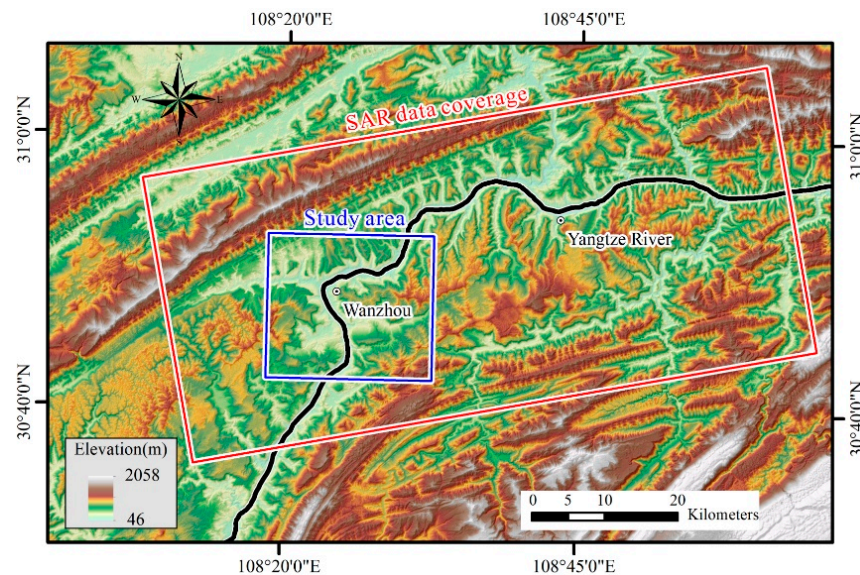 108°20'0"E 108°45'0"E
N
W E
S
SAR data coverage
31°0'0"N
31°0'0"N
Study area
Yangtze River
Wanzhou
30°40'0"N
30°40'0"N
Elevation(m)
2058
46
0 5 10 20
Kilometers
108°20'0"E 108°45'0"E